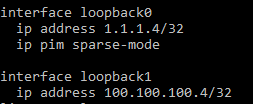 interface loopback0
ip address 1.1.1.4/32
ip pim sparse-mode
interface loopback1
ip address 100.100.100.4/32